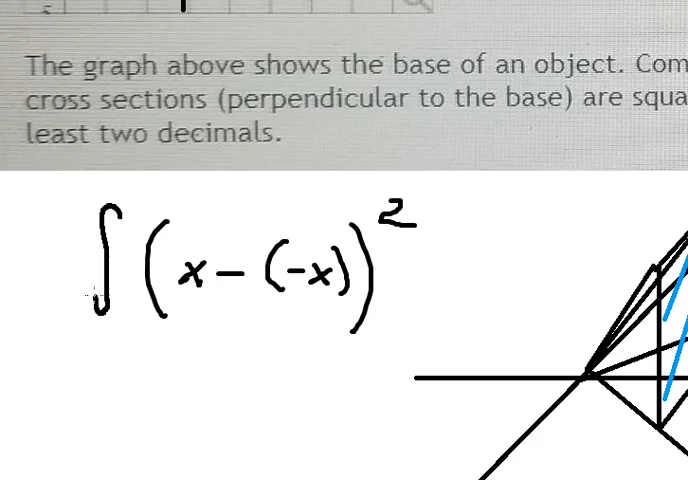 The graph above shows the base of an object. Com
cross sections (perpendicular to the base) are squa
least two decimals.
∫ (x − (−x))²